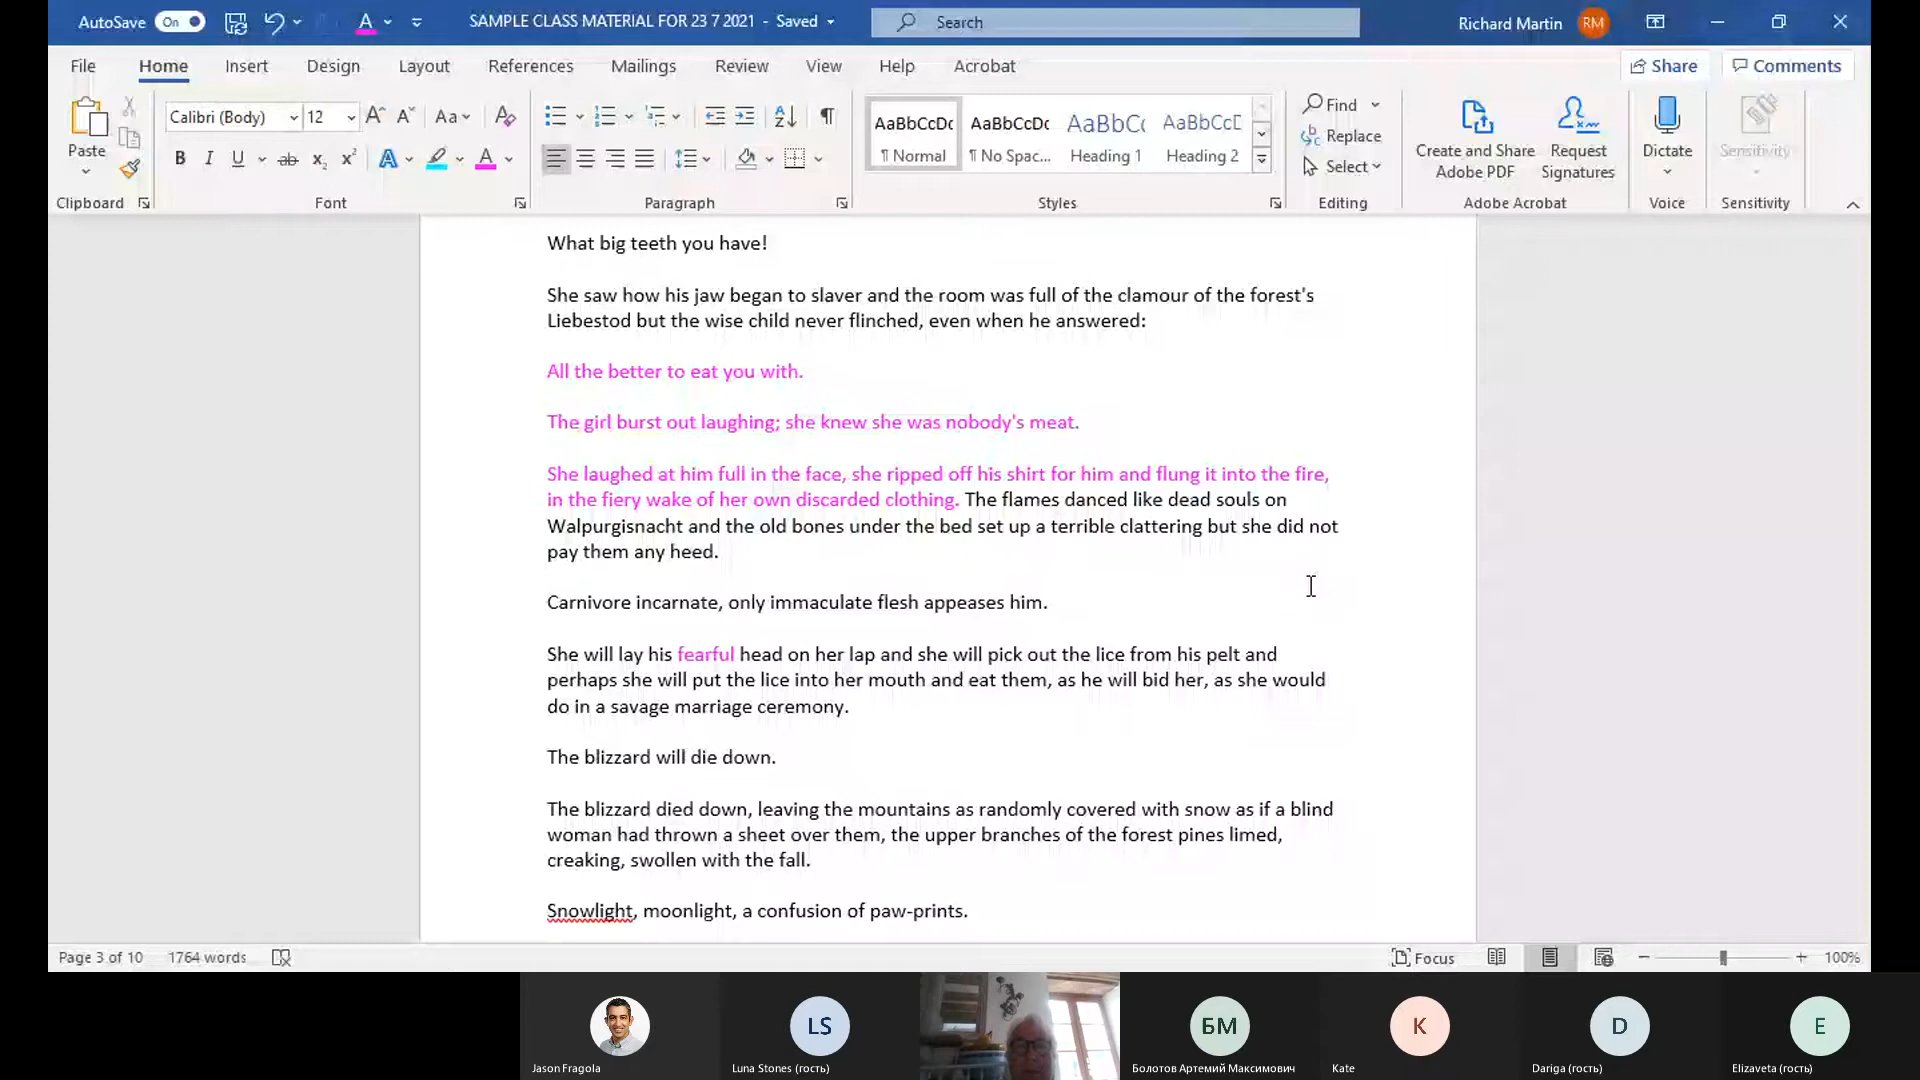 AutoSave On SAMPLE CLASS MATERIAL FOR 23 7 2021 - Saved Search Richard Martin RM
File Home Insert Design Layout References Mailings Review View Help Acrobat Share Comments
Paste
Calibri (Body) 12
AaBbCcDc AaBbCcDc AaBbCc AaBbCcD
¶ Normal ¶ No Spac... Heading 1 Heading 2
Find
Replace
Select
Create and Share
Adobe PDF
Request
Signatures
Dictate
Sensitivity
Clipboard Font Paragraph Styles Editing Adobe Acrobat Voice Sensitivity
What big teeth you have!
She saw how his jaw began to slaver and the room was full of the clamour of the forest's
Liebestod but the wise child never flinched, even when he answered:
All the better to eat you with.
The girl burst out laughing; she knew she was nobody's meat.
She laughed at him full in the face, she ripped off his shirt for him and flung it into the fire,
in the fiery wake of her own discarded clothing. The flames danced like dead souls on
Walpurgisnacht and the old bones under the bed set up a terrible clattering but she did not
pay them any heed.
Carnivore incarnate, only immaculate flesh appeases him.
She will lay his fearful head on her lap and she will pick out the lice from his pelt and
perhaps she will put the lice into her mouth and eat them, as he will bid her, as she would
do in a savage marriage ceremony.
The blizzard will die down.
The blizzard died down, leaving the mountains as randomly covered with snow as if a blind
woman had thrown a sheet over them, the upper branches of the forest pines limed,
creaking, swollen with the fall.
Snowlight, moonlight, a confusion of paw-prints.
Page 3 of 10 1764 words Focus 100%
LS БМ K D E
Jason Fragola Luna Stones (гость) Болотов Артемий Максимович Kate Dariga (гость) Elizaveta (гость)